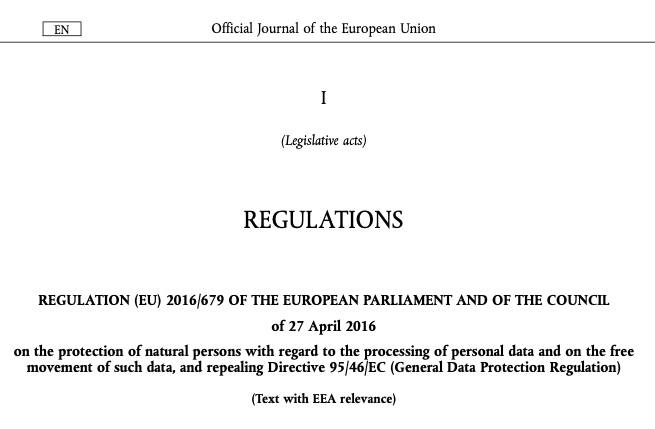 EN
Official Journal of the European Union
I
(Legislative acts)
REGULATIONS
REGULATION (EU) 2016/679 OF THE EUROPEAN PARLIAMENT AND OF THE COUNCIL
of 27 April 2016
on the protection of natural persons with regard to the processing of personal data and on the free
movement of such data, and repealing Directive 95/46/EC (General Data Protection Regulation)
(Text with EEA relevance)